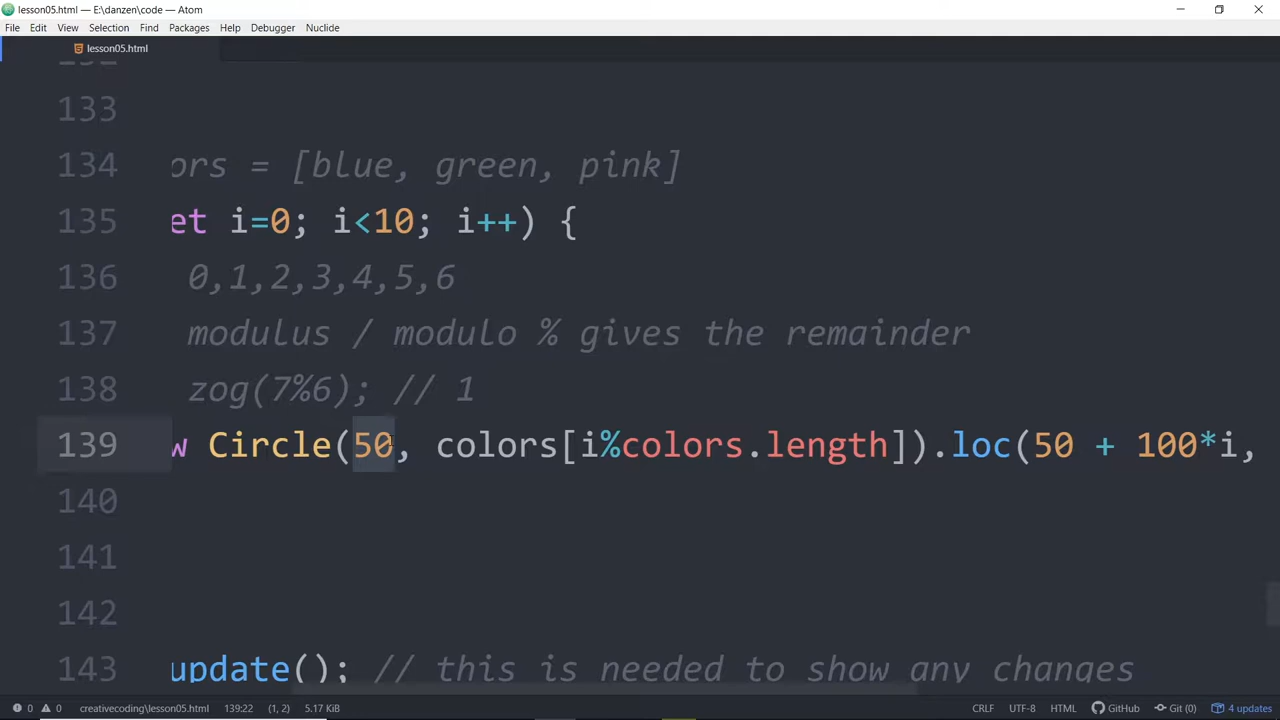 lesson05.html — E:\danzen\code — Atom
File Edit View Selection Find Packages Help Debugger Nuclide
lesson05.html
133
134 ors = [blue, green, pink]
135 et i=0; i<10; i++) {
136 0,1,2,3,4,5,6
137 modulus / modulo % gives the remainder
138 zog(7%6); // 1
139 w Circle(50, colors[i%colors.length]).loc(50 + 100*i,
140
141
142
143 update(); // this is needed to show any changes
0 0 5.17 KiB creativecoding\lesson05.html 139:22 (1, 2) CRLF UTF-8 HTML GitHub Git (0) 4 updates